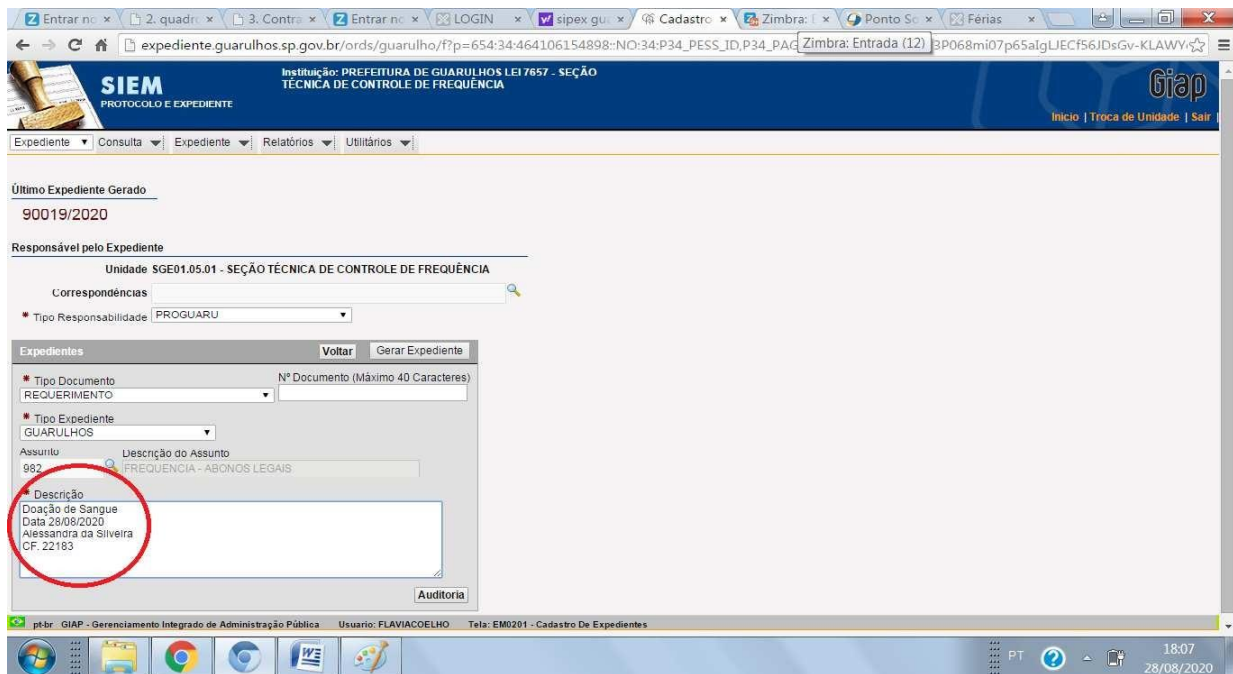 Entrar no
2. quadro
3. Contra
Entrar no
LOGIN
sipex gua
Cadastro
Zimbra: E
Ponto Se
Férias
expediente.guarulhos.sp.gov.br/ords/guarulho/f?p=654:34:464106154898::NO:34:P34_PESS_ID,P34_PAG
Zimbra: Entrada (12)
SIEM
PROTOCOLO E EXPEDIENTE
Instituição: PREFEITURA DE GUARULHOS LEI 7657 - SEÇÃO
TÉCNICA DE CONTROLE DE FREQUÊNCIA
Giap
Inicio | Troca de Unidade | Sair |
Expediente Consulta Expediente Relatórios Utilitários
Último Expediente Gerado
90019/2020
Responsável pelo Expediente
Unidade SGE01.05.01 - SEÇÃO TÉCNICA DE CONTROLE DE FREQUÊNCIA
Correspondências
* Tipo Responsabilidade PROGUARU
Expedientes Voltar Gerar Expediente
* Tipo Documento Nº Documento (Máximo 40 Caracteres)
REQUERIMENTO
* Tipo Expediente
GUARULHOS
Assunto Descrição do Assunto
982 FREQUENCIA - ABONOS LEGAIS
* Descrição
Doação de Sangue
Data 28/08/2020
Alessandra da Silveira
CF. 22183
Auditoria
pt-br GIAP - Gerenciamento Integrado de Administração Pública Usuario: FLAVIACOELHO Tela: EM0201 - Cadastro De Expedientes
PT
18:07
28/08/2020